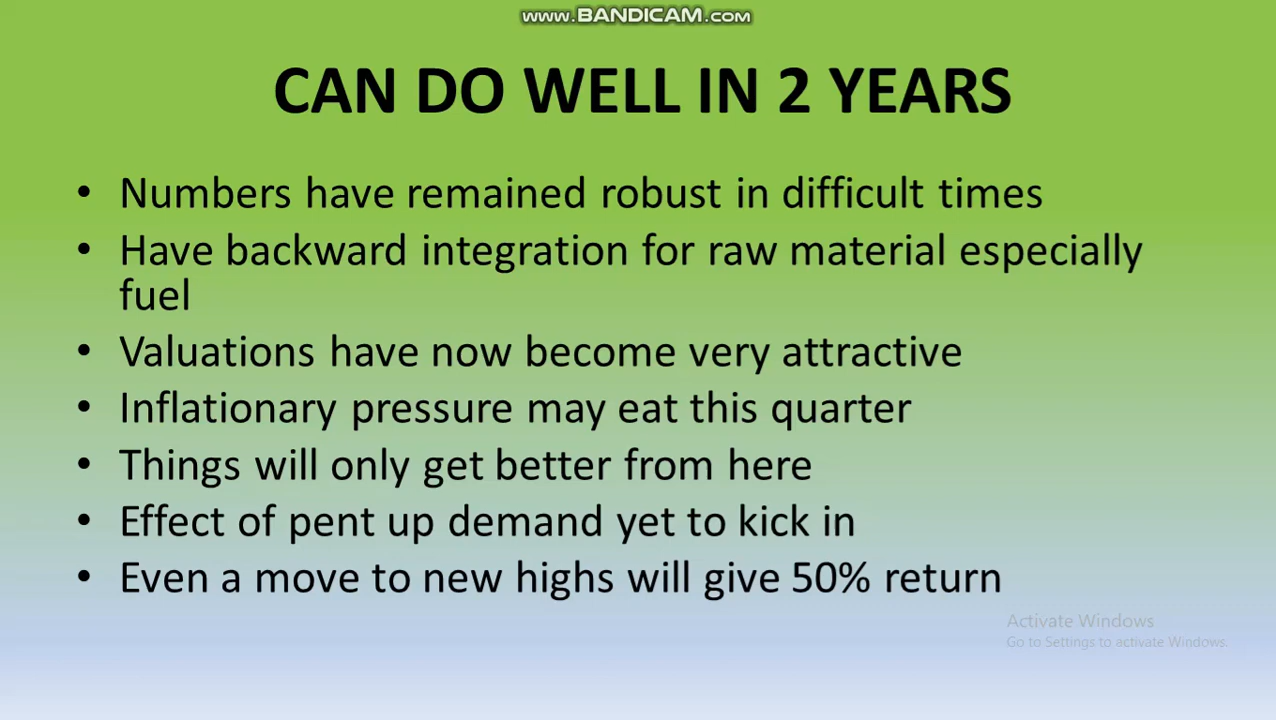 www.BANDICAM.com
CAN DO WELL IN 2 YEARS
• Numbers have remained robust in difficult times
• Have backward integration for raw material especially
fuel
• Valuations have now become very attractive
• Inflationary pressure may eat this quarter
• Things will only get better from here
• Effect of pent up demand yet to kick in
• Even a move to new highs will give 50% return
Activate Windows
Go to Settings to activate Windows.